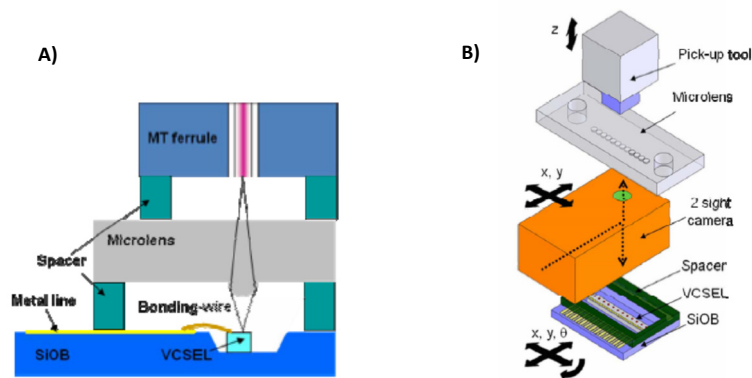 A)
MT ferrule
Microlens
Spacer
Metal line
Bonding-wire
SiOB
VCSEL
B)
z
Pick-up tool
Microlens
x, y
2 sight
camera
Spacer
VCSEL
SiOB
x, y, θ